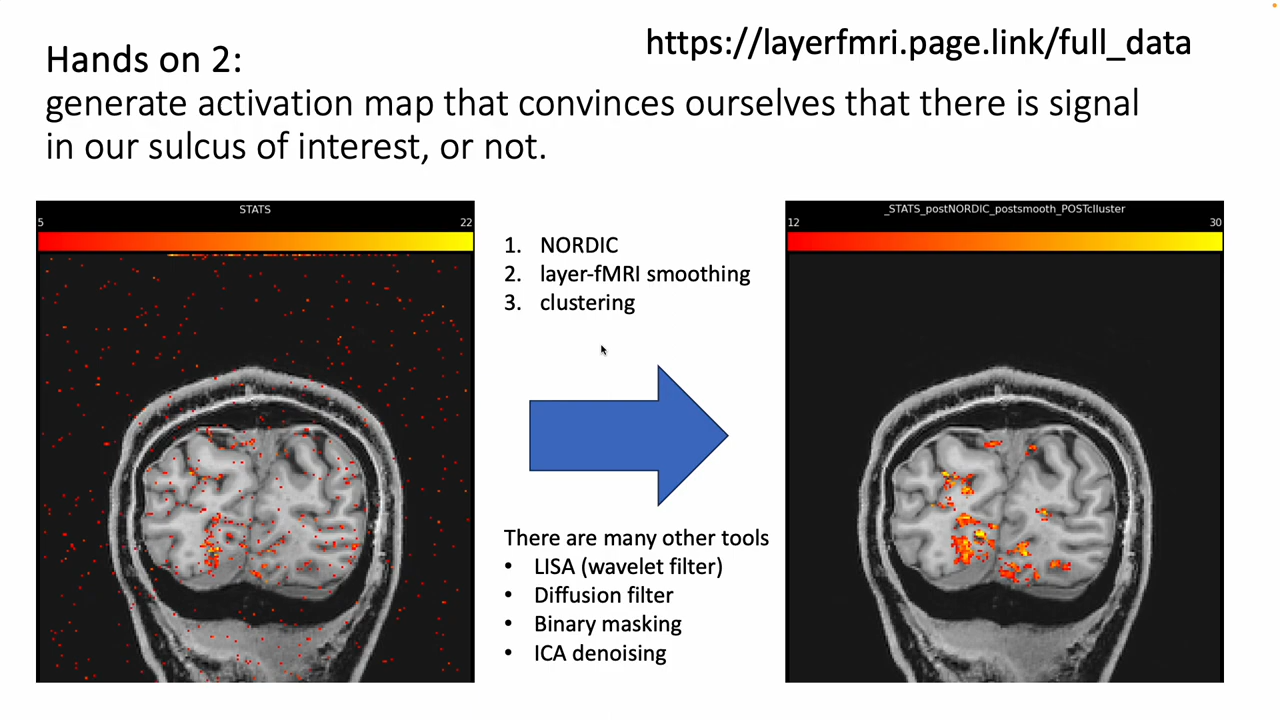 https://layerfmri.page.link/full_data
Hands on 2:
generate activation map that convinces ourselves that there is signal
in our sulcus of interest, or not.
STATS
5 22
1. NORDIC
2. layer-fMRI smoothing
3. clustering
There are many other tools
• LISA (wavelet filter)
• Diffusion filter
• Binary masking
• ICA denoising
_STATS_postNORDIC_postsmooth_POSTclluster
12 30